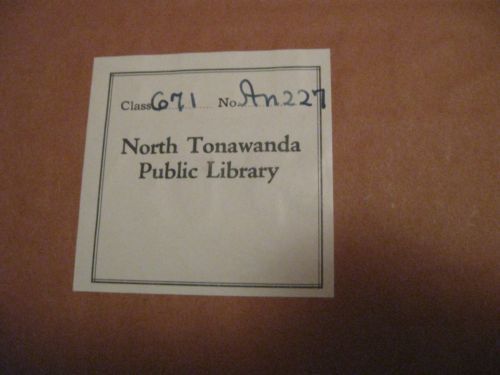 Class 671 No. An227
North Tonawanda
Public Library